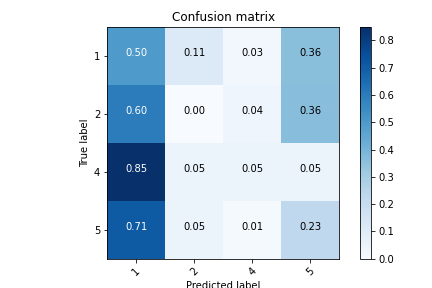 Confusion matrix
True label
1 0.50 0.11 0.03 0.36
2 0.60 0.00 0.04 0.36
4 0.85 0.05 0.05 0.05
5 0.71 0.05 0.01 0.23
1 2 4 5
Predicted label
0.8
0.7
0.6
0.5
0.4
0.3
0.2
0.1
0.0